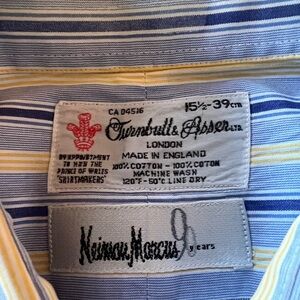 CA 04516 15½-39cm
Turnbull & Asser LTD.
LONDON
BY APPOINTMENT
TO HRH THE
PRINCE OF WALES
SHIRTMAKERS
MADE IN ENGLAND
100% COTTON - 100% COTON
MACHINE WASH
120°F-50°C LINE DRY
Neiman Marcus 90 years